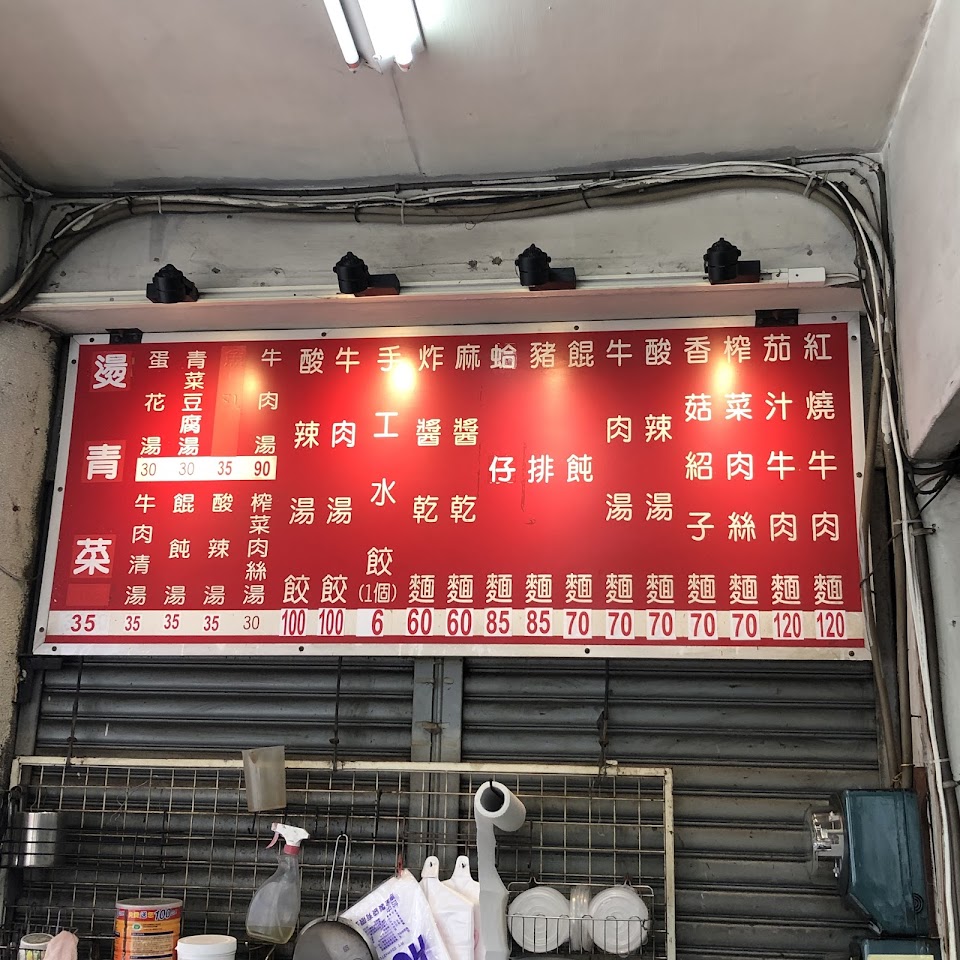 紅燒牛肉麵 120
茄汁牛肉麵 120
榨菜肉絲麵 70
香菇紹子麵 70
酸辣湯麵 70
牛肉湯麵 70
餛飩麵 70
豬排麵 85
蛤仔麵 85
麻醬乾麵 60
炸醬乾麵 60
手工水餃(1個) 6
牛肉湯餃 100
酸辣湯餃 100
牛肉湯 90
35
青菜豆腐湯 30
蛋花湯 30
榨菜肉絲湯 30
酸辣湯 35
餛飩湯 35
牛肉清湯 35
燙青菜 35
100